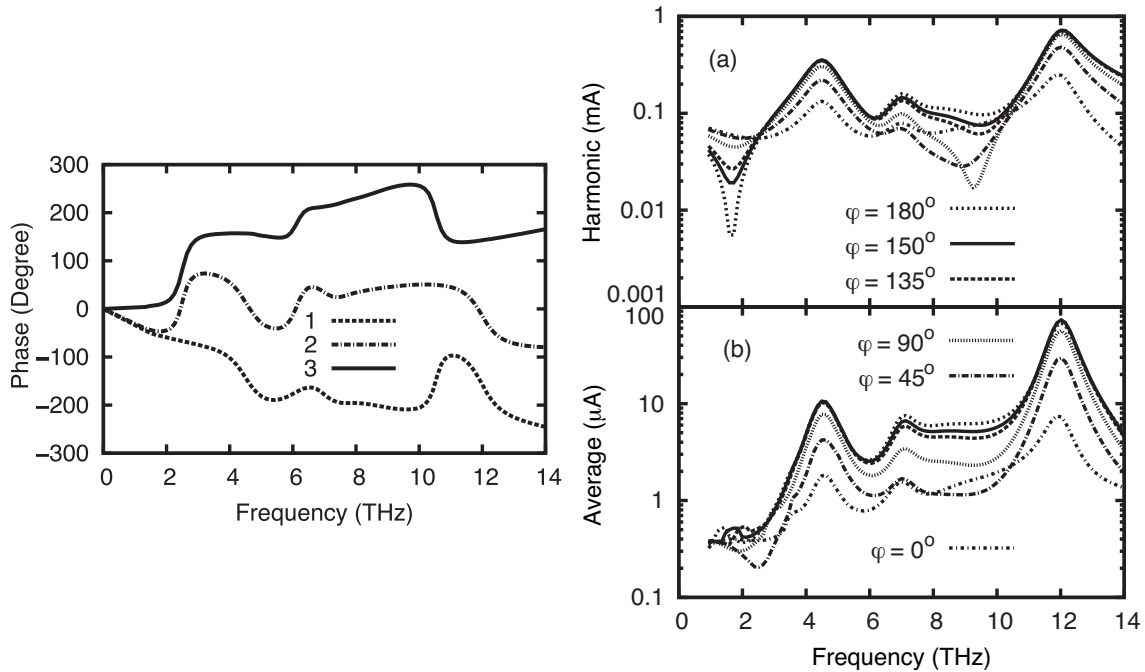 300
200
100
0
−100
−200
−300
Phase (Degree)
1
2
3
0 2 4 6 8 10 12 14
Frequency (THz)
(a)
1
0.1
0.01
0.001
Harmonic (mA)
φ = 180°
φ = 150°
φ = 135°
(b)
100
10
1
0.1
Average (μA)
φ = 90°
φ = 45°
φ = 0°
0 2 4 6 8 10 12 14
Frequency (THz)